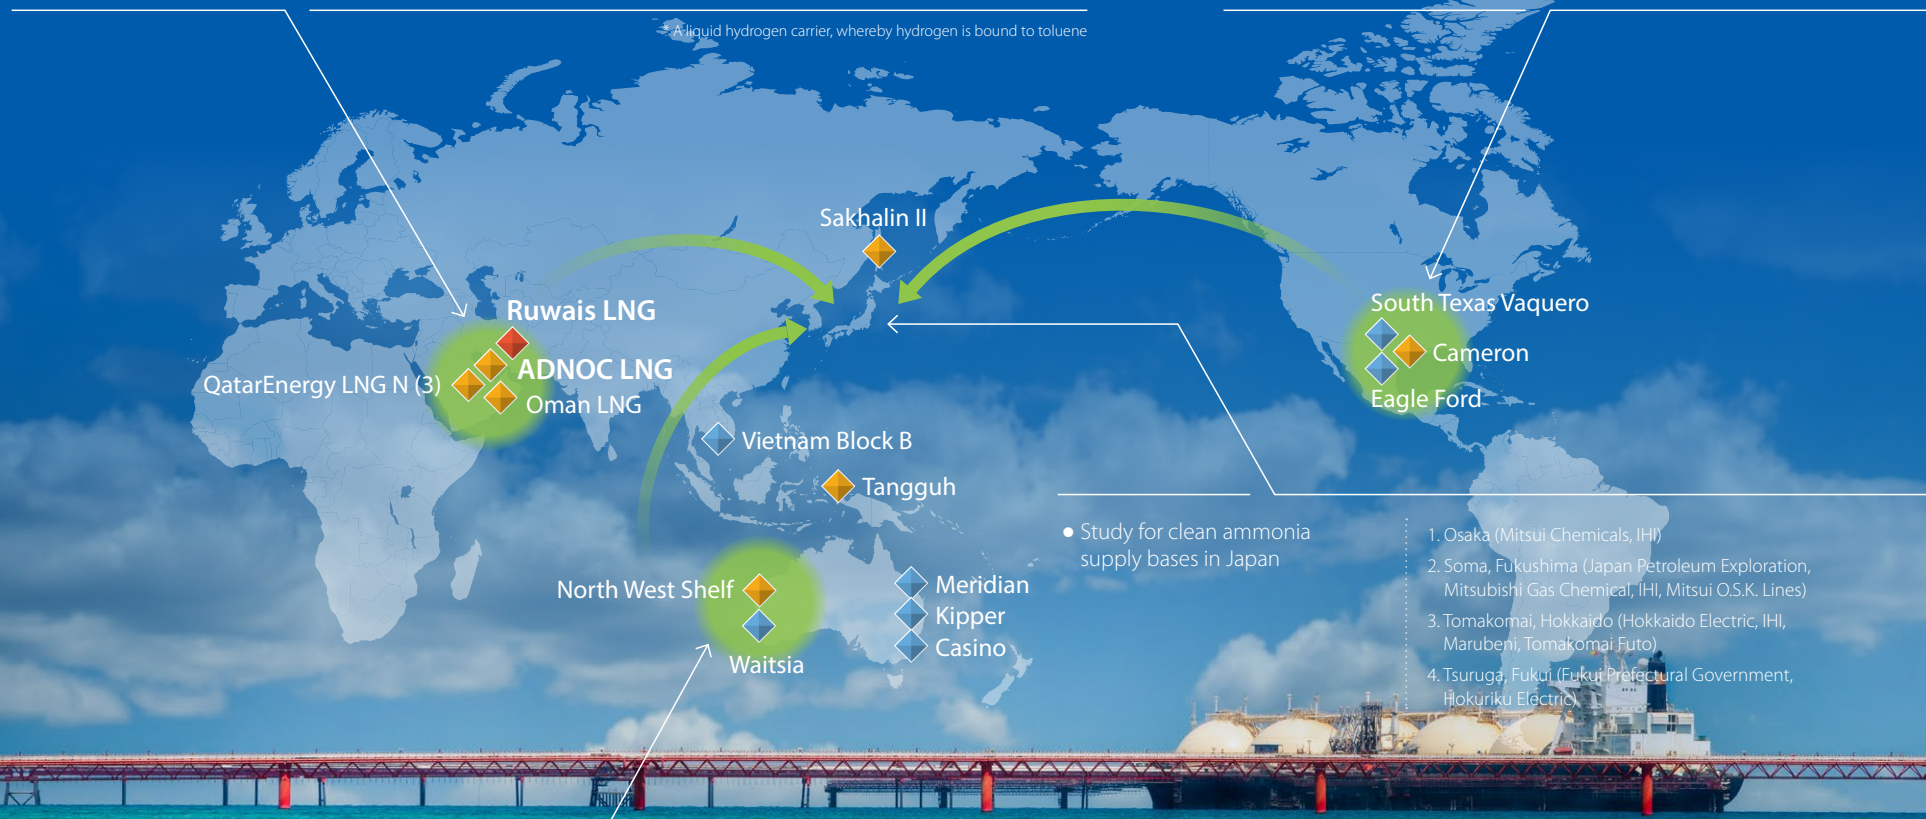 * A liquid hydrogen carrier, whereby hydrogen is bound to toluene
Sakhalin II
Ruwais LNG
ADNOC LNG
QatarEnergy LNG N (3)
Oman LNG
South Texas Vaquero
Cameron
Eagle Ford
Vietnam Block B
Tangguh
North West Shelf
Waitsia
Meridian
Kipper
Casino
● Study for clean ammonia
supply bases in Japan
1. Osaka (Mitsui Chemicals, IHI)
2. Soma, Fukushima (Japan Petroleum Exploration,
Mitsubishi Gas Chemical, IHI, Mitsui O.S.K. Lines)
3. Tomakomai, Hokkaido (Hokkaido Electric, IHI,
Marubeni, Tomakomai Futo)
4. Tsuruga, Fukui (Fukui Prefectural Government,
Hokuriku Electric)